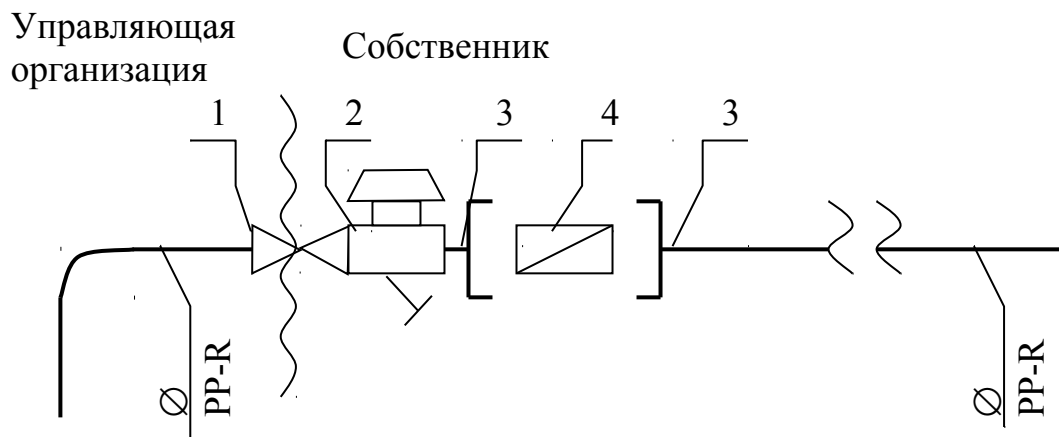 Управляющая
организация
Собственник
1
2
3
4
3
∅
PP-R
∅
PP-R